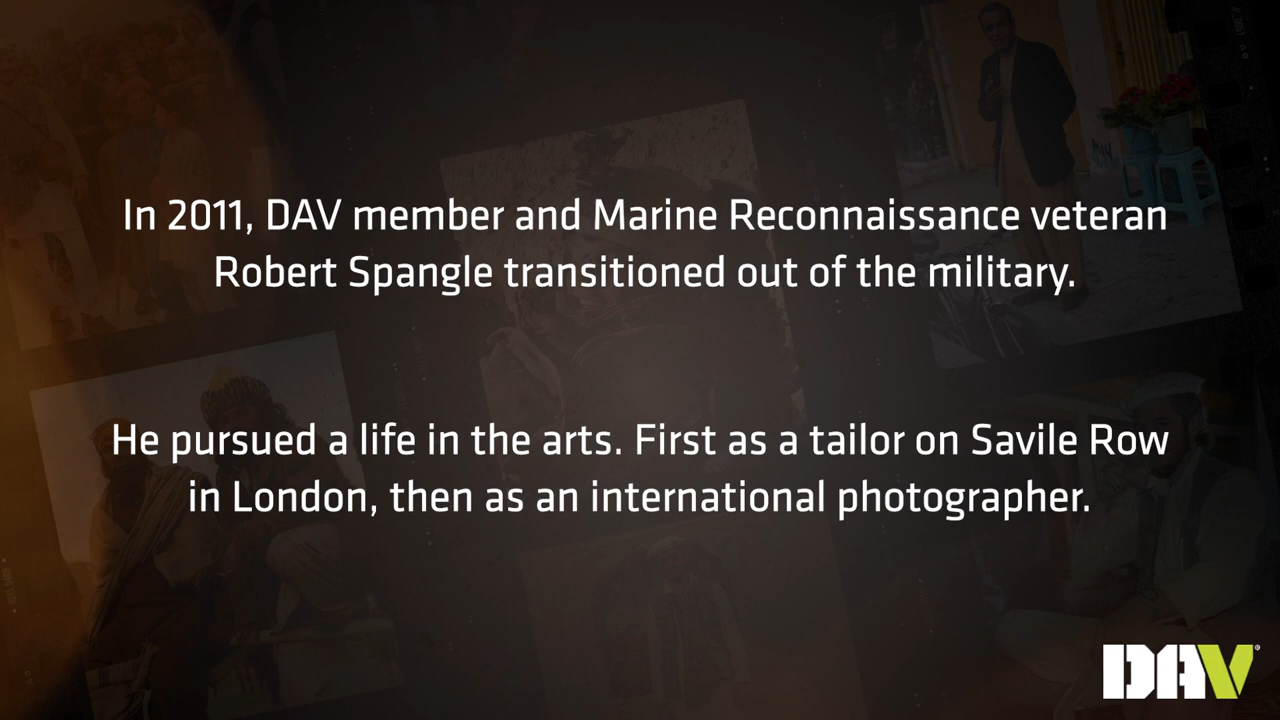 In 2011, DAV member and Marine Reconnaissance veteran
Robert Spangle transitioned out of the military.
He pursued a life in the arts. First as a tailor on Savile Row
in London, then as an international photographer.
DAV®